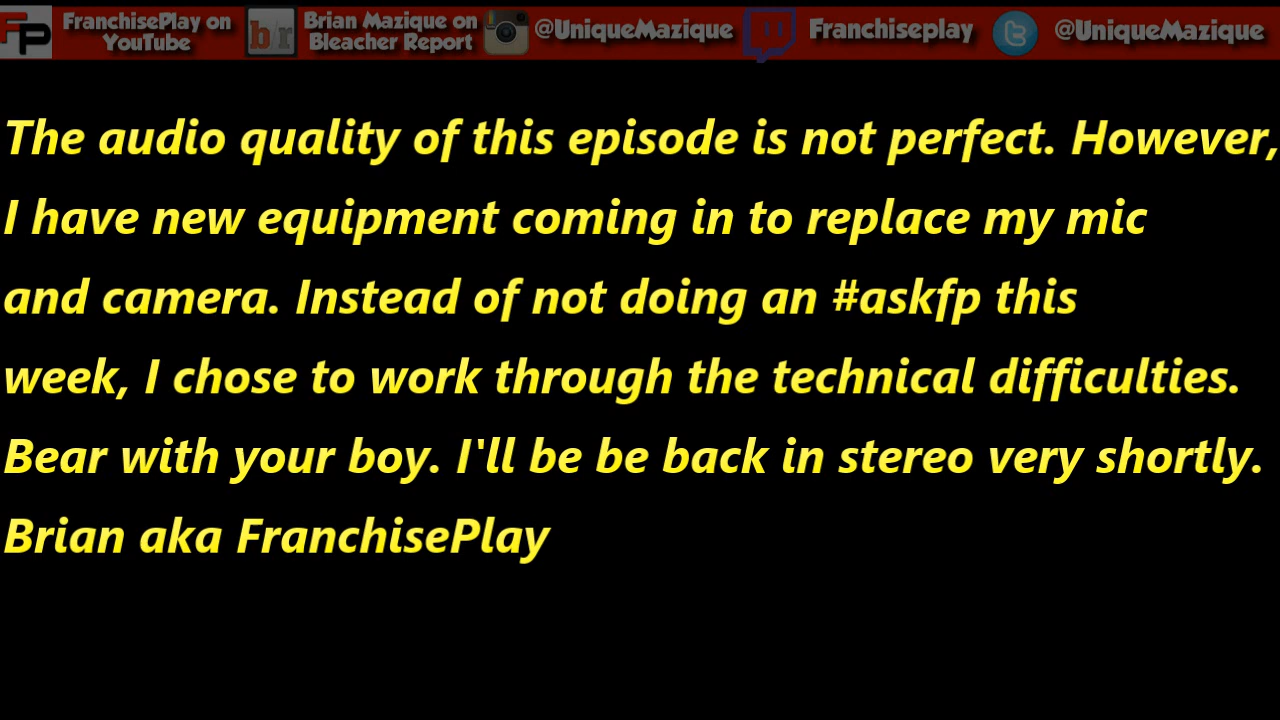 FP FranchisePlay on YouTube br Brian Mazique on Bleacher Report @UniqueMazique Franchiseplay @UniqueMazique
The audio quality of this episode is not perfect. However,
I have new equipment coming in to replace my mic
and camera. Instead of not doing an #askfp this
week, I chose to work through the technical difficulties.
Bear with your boy. I'll be be back in stereo very shortly.
Brian aka FranchisePlay